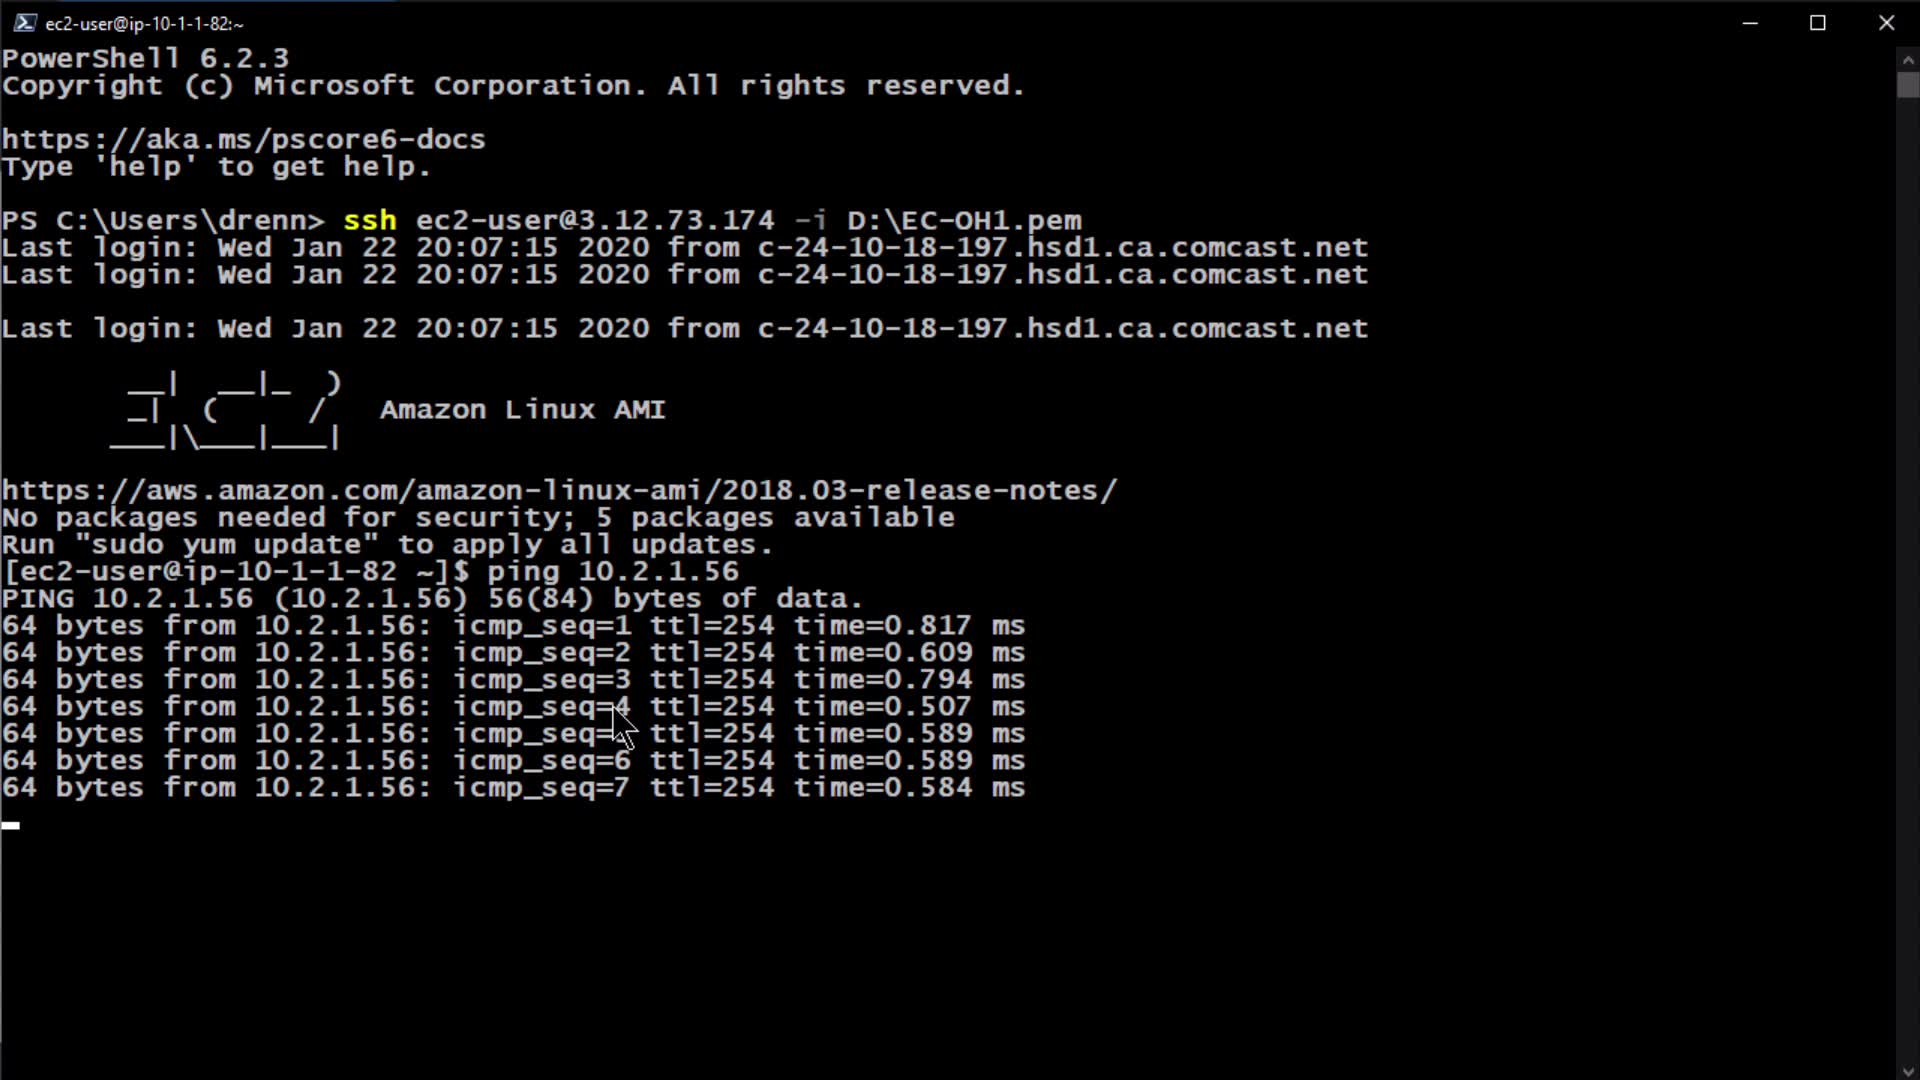 ec2-user@ip-10-1-1-82:~
PowerShell 6.2.3
Copyright (c) Microsoft Corporation. All rights reserved.
https://aka.ms/pscore6-docs
Type 'help' to get help.
PS C:\Users\drenn> ssh ec2-user@3.12.73.174 -i D:\EC-OH1.pem
Last login: Wed Jan 22 20:07:15 2020 from c-24-10-18-197.hsd1.ca.comcast.net
Last login: Wed Jan 22 20:07:15 2020 from c-24-10-18-197.hsd1.ca.comcast.net
Last login: Wed Jan 22 20:07:15 2020 from c-24-10-18-197.hsd1.ca.comcast.net
       __|  __|_  )
       _|  (     /   Amazon Linux AMI
      ___|\___|___|
https://aws.amazon.com/amazon-linux-ami/2018.03-release-notes/
No packages needed for security; 5 packages available
Run "sudo yum update" to apply all updates.
[ec2-user@ip-10-1-1-82 ~]$ ping 10.2.1.56
PING 10.2.1.56 (10.2.1.56) 56(84) bytes of data.
64 bytes from 10.2.1.56: icmp_seq=1 ttl=254 time=0.817 ms
64 bytes from 10.2.1.56: icmp_seq=2 ttl=254 time=0.609 ms
64 bytes from 10.2.1.56: icmp_seq=3 ttl=254 time=0.794 ms
64 bytes from 10.2.1.56: icmp_seq=4 ttl=254 time=0.507 ms
64 bytes from 10.2.1.56: icmp_seq= ttl=254 time=0.589 ms
64 bytes from 10.2.1.56: icmp_seq=6 ttl=254 time=0.589 ms
64 bytes from 10.2.1.56: icmp_seq=7 ttl=254 time=0.584 ms